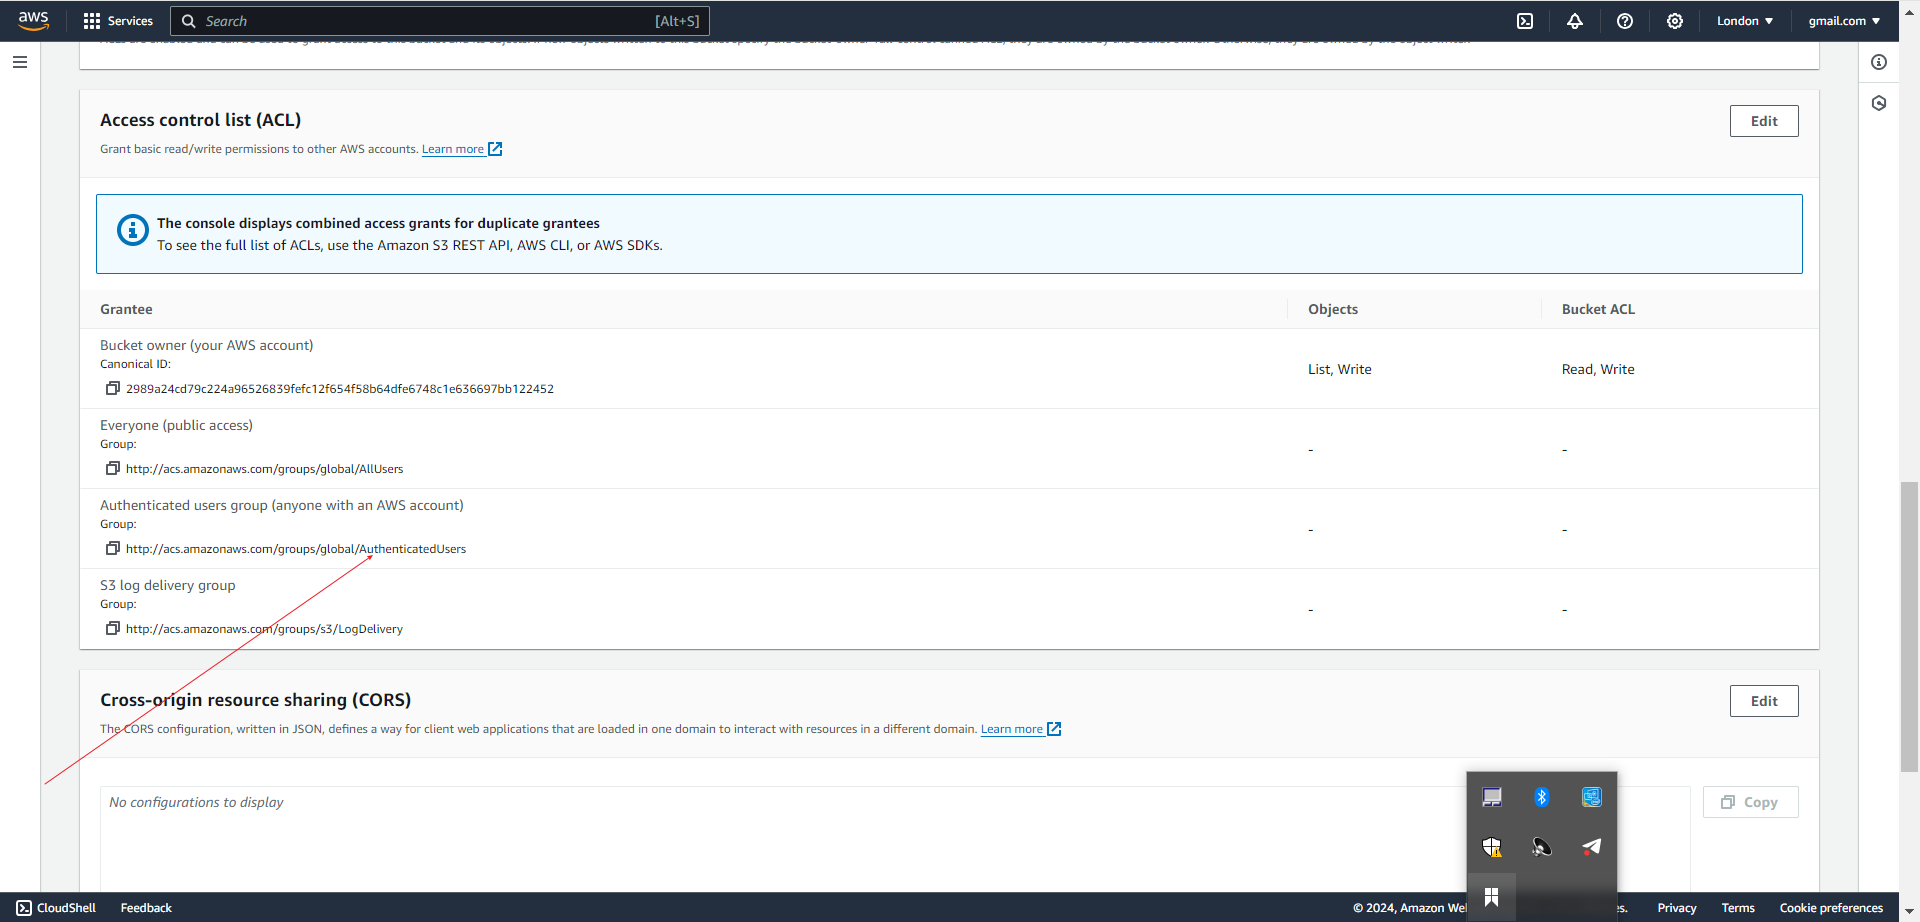 aws
Services
Search
[Alt+S]
London
gmail.com
Access control list (ACL)
Edit
Grant basic read/write permissions to other AWS accounts. Learn more
The console displays combined access grants for duplicate grantees
To see the full list of ACLs, use the Amazon S3 REST API, AWS CLI, or AWS SDKs.
Grantee
Objects
Bucket ACL
Bucket owner (your AWS account)
Canonical ID:
2989a24cd79c224a96526839fefc12f654f58b64dfe6748c1e636697bb122452
List, Write
Read, Write
Everyone (public access)
Group:
http://acs.amazonaws.com/groups/global/AllUsers
-
-
Authenticated users group (anyone with an AWS account)
Group:
http://acs.amazonaws.com/groups/global/AuthenticatedUsers
-
-
S3 log delivery group
Group:
http://acs.amazonaws.com/groups/s3/LogDelivery
-
-
Cross-origin resource sharing (CORS)
Edit
The CORS configuration, written in JSON, defines a way for client web applications that are loaded in one domain to interact with resources in a different domain. Learn more
No configurations to display
Copy
CloudShell
Feedback
© 2024, Amazon We
s.
Privacy
Terms
Cookie preferences